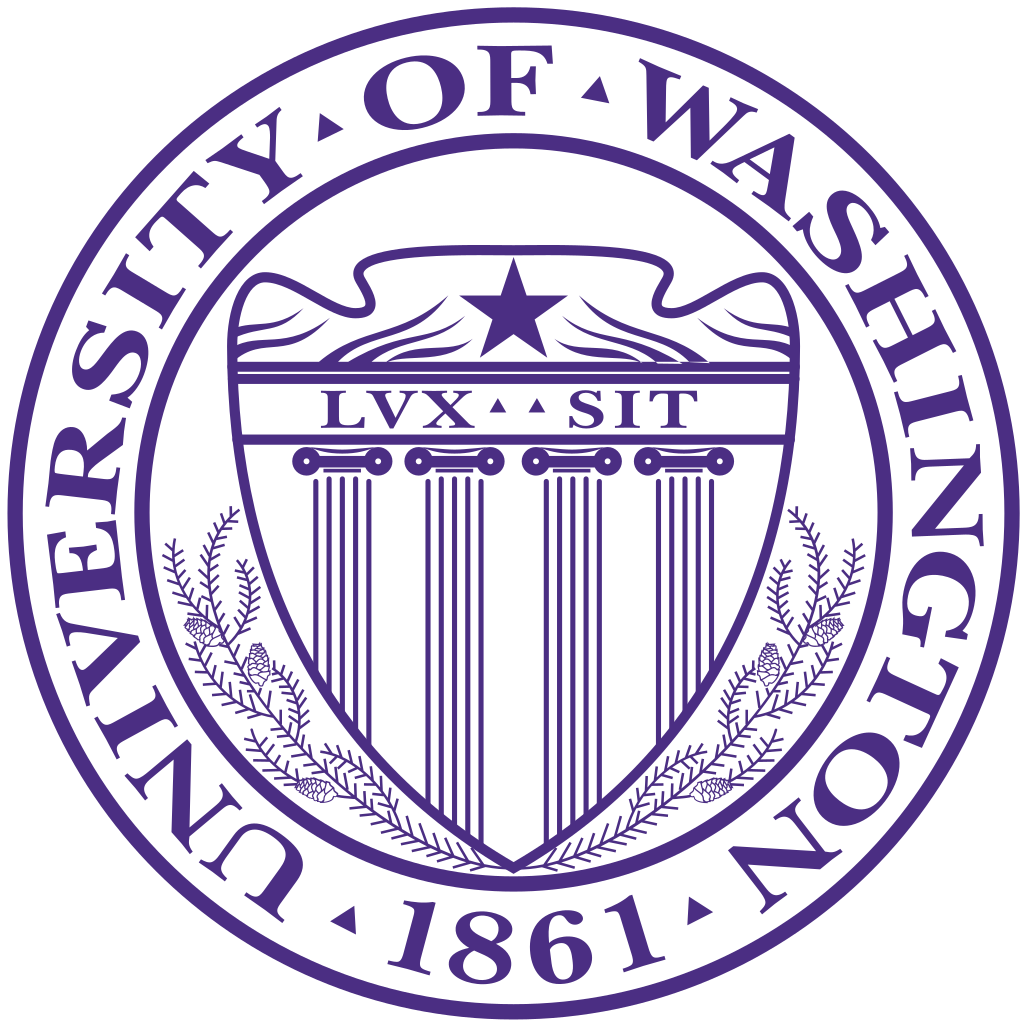 UNIVERSITY ▲ OF ▲ WASHINGTON
LVX ▲ ▲ SIT
▲ 1861 ▲